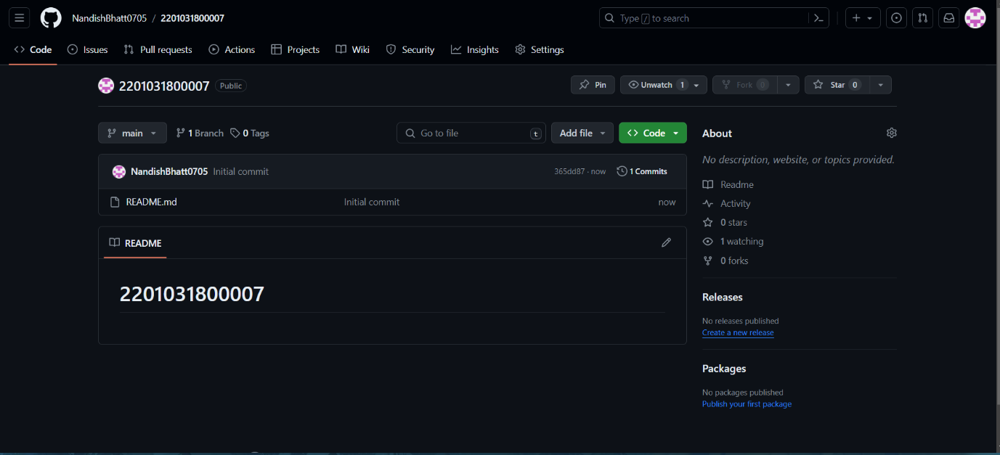 NandishBhatt0705 / 2201031800007
Type / to search
Code Issues Pull requests Actions Projects Wiki Security Insights Settings
2201031800007 Public
Pin Unwatch 1 Fork 0 Star 0
main 1 Branch 0 Tags Go to file t Add file Code
NandishBhatt0705 Initial commit 365dd87 · now 1 Commits
README.md Initial commit now
README
2201031800007
About
No description, website, or topics provided.
Readme
Activity
0 stars
1 watching
0 forks
Releases
No releases published
Create a new release
Packages
No packages published
Publish your first package